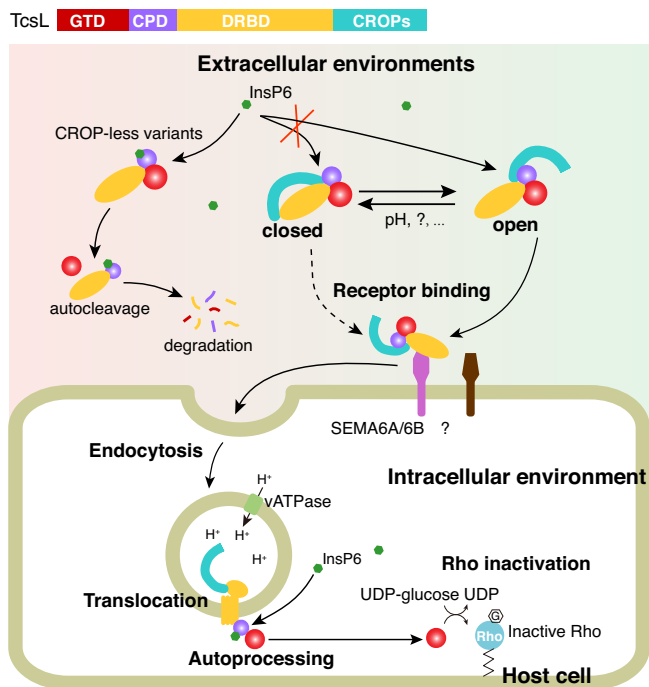 TcsL GTD CPD DRBD CROPs
Extracellular environments
InsP6
CROP-less variants
closed
pH, ?, ...
open
autocleavage
degradation
Receptor binding
SEMA6A/6B ?
Endocytosis
Intracellular environment
H⁺
vATPase
H⁺ H⁺
H⁺
InsP6
Translocation
Autoprocessing
Rho inactivation
UDP-glucose UDP
G
Rho
Inactive Rho
Host cell